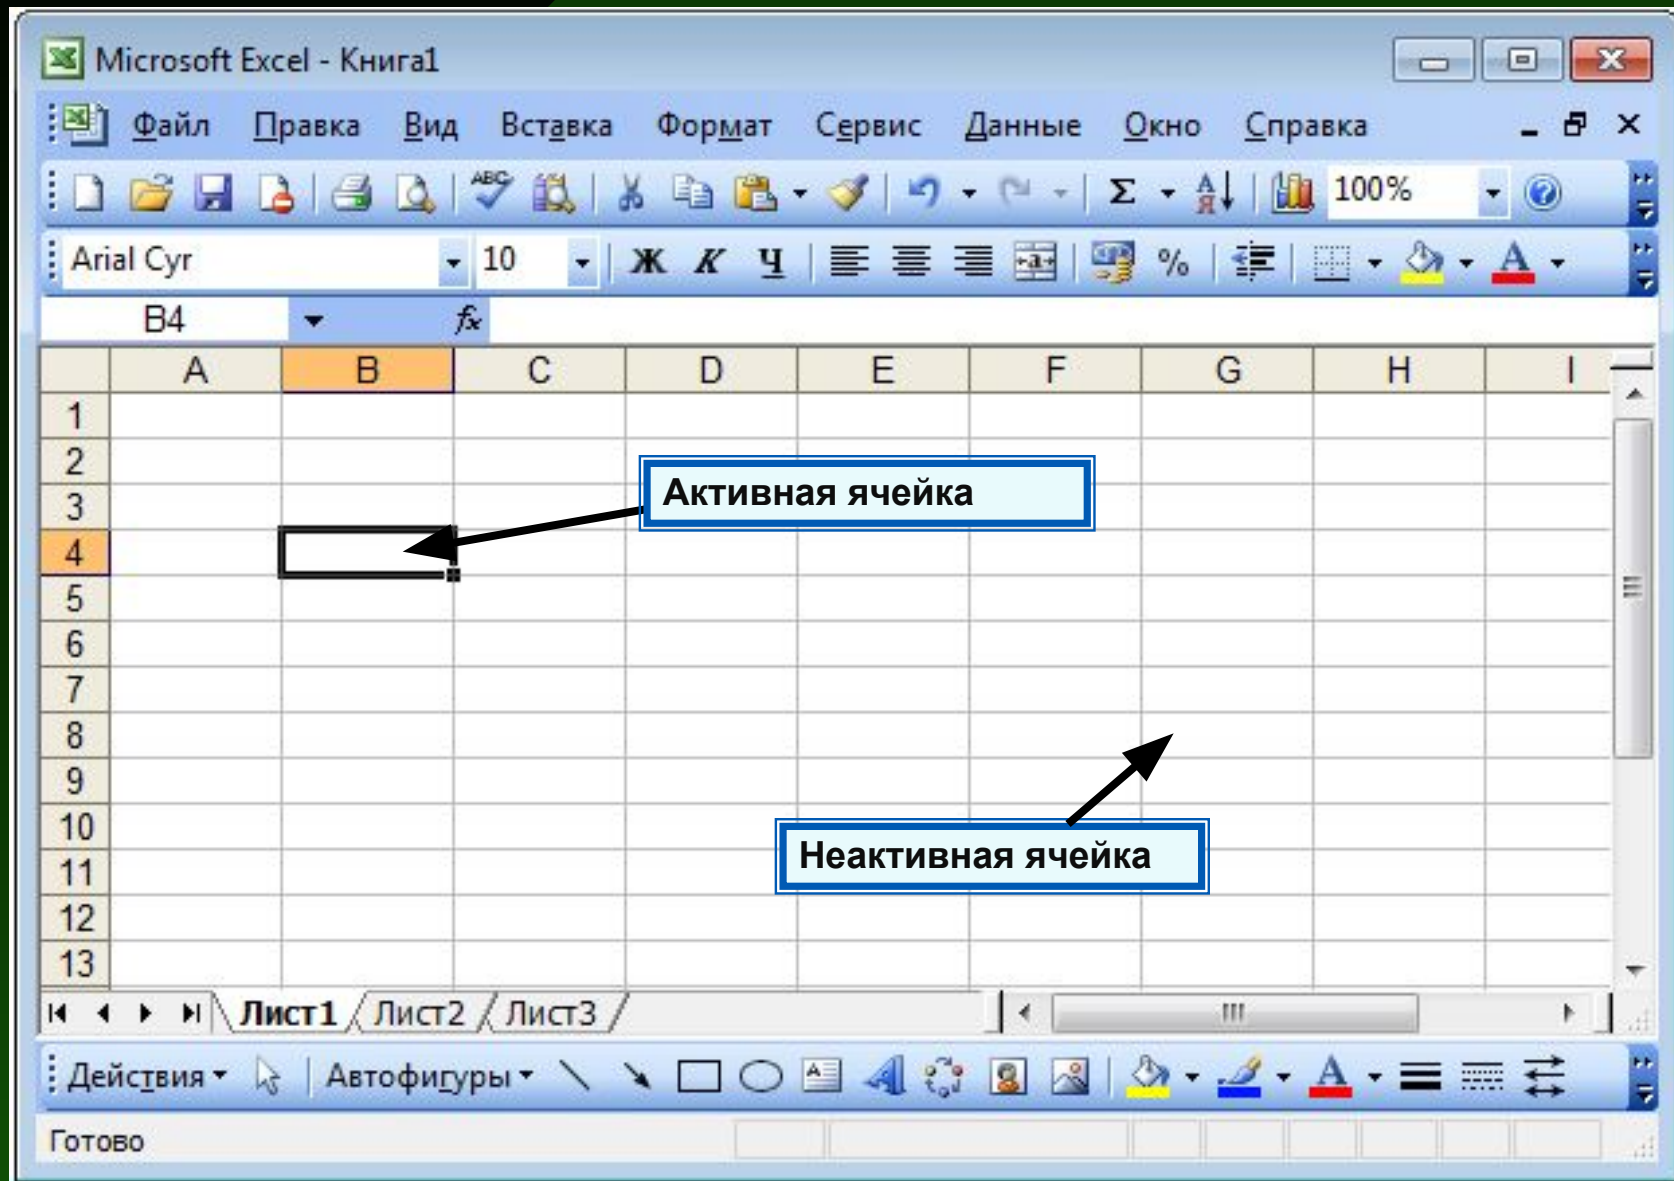 Microsoft Excel - Книга1
Файл Правка Вид Вставка Формат Сервис Данные Окно Справка
ABC Σ А Я 100% ?
Arial Cyr 10 Ж К Ч a % A
B4 fx
A B C D E F G H I
1
2
Активная ячейка
3
4
5
6
7
8
9
10
Неактивная ячейка
11
12
13
Лист1 Лист2 Лист3
Действия Автофигуры A A A
Готово